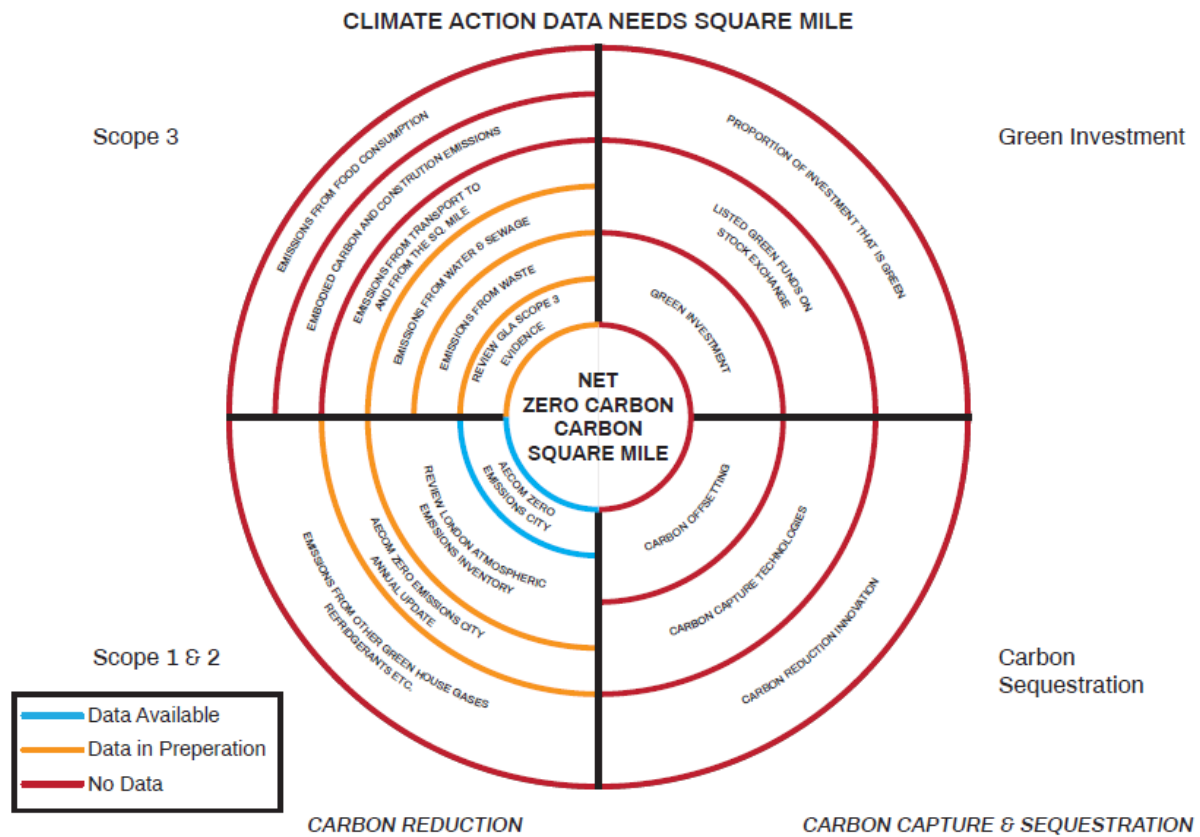 CLIMATE ACTION DATA NEEDS SQUARE MILE
Scope 3
Green Investment
EMISSIONS FROM FOOD CONSUMPTION
EMBODIED CARBON AND CONSTRUTION EMISSIONS
EMISSIONS FROM TRANSPORT TO
AND FROM THE SQ. MILE
EMISSIONS FROM WATER & SEWAGE
EMISSIONS FROM WASTE
REVIEW GLA SCOPE 3
EVIDENCE
PROPORTION OF INVESTMENT THAT IS GREEN
LISTED GREEN FUNDS ON
STOCK EXCHANGE
GREEN INVESTMENT
NET
ZERO CARBON
CARBON
SQUARE MILE
AECOM ZERO
EMISSIONS CITY
REVIEW LONDON ATMOSPHERIC
EMISSIONS INVENTORY
AECOM ZERO EMISSIONS CITY
ANNUAL UPDATE
EMISSIONS FROM OTHER GREEN HOUSE GASES
REFRIDGERANTS ETC.
CARBON OFFSETTING
CARBON CAPTURE TECHNOLOGIES
CARBON REDUCTION INNOVATION
Scope 1 & 2
Carbon
Sequestration
Data Available
Data in Preperation
No Data
CARBON REDUCTION
CARBON CAPTURE & SEQUESTRATION